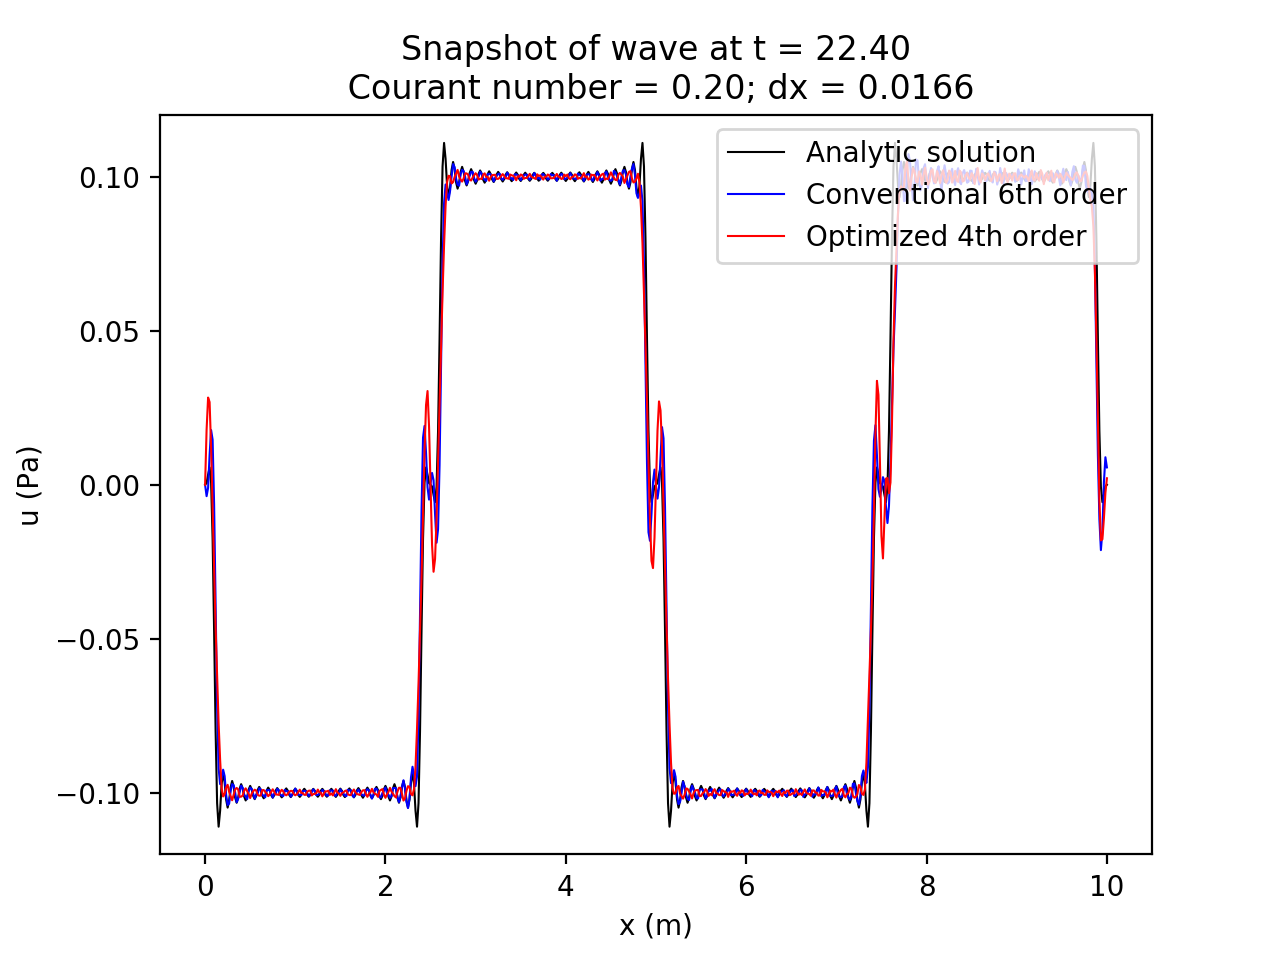 Snapshot of wave at t = 22.40
Courant number = 0.20; dx = 0.0166
Analytic solution
Conventional 6th order
Optimized 4th order
0.10
0.05
0.00
−0.05
−0.10
u (Pa)
0 2 4 6 8 10
x (m)